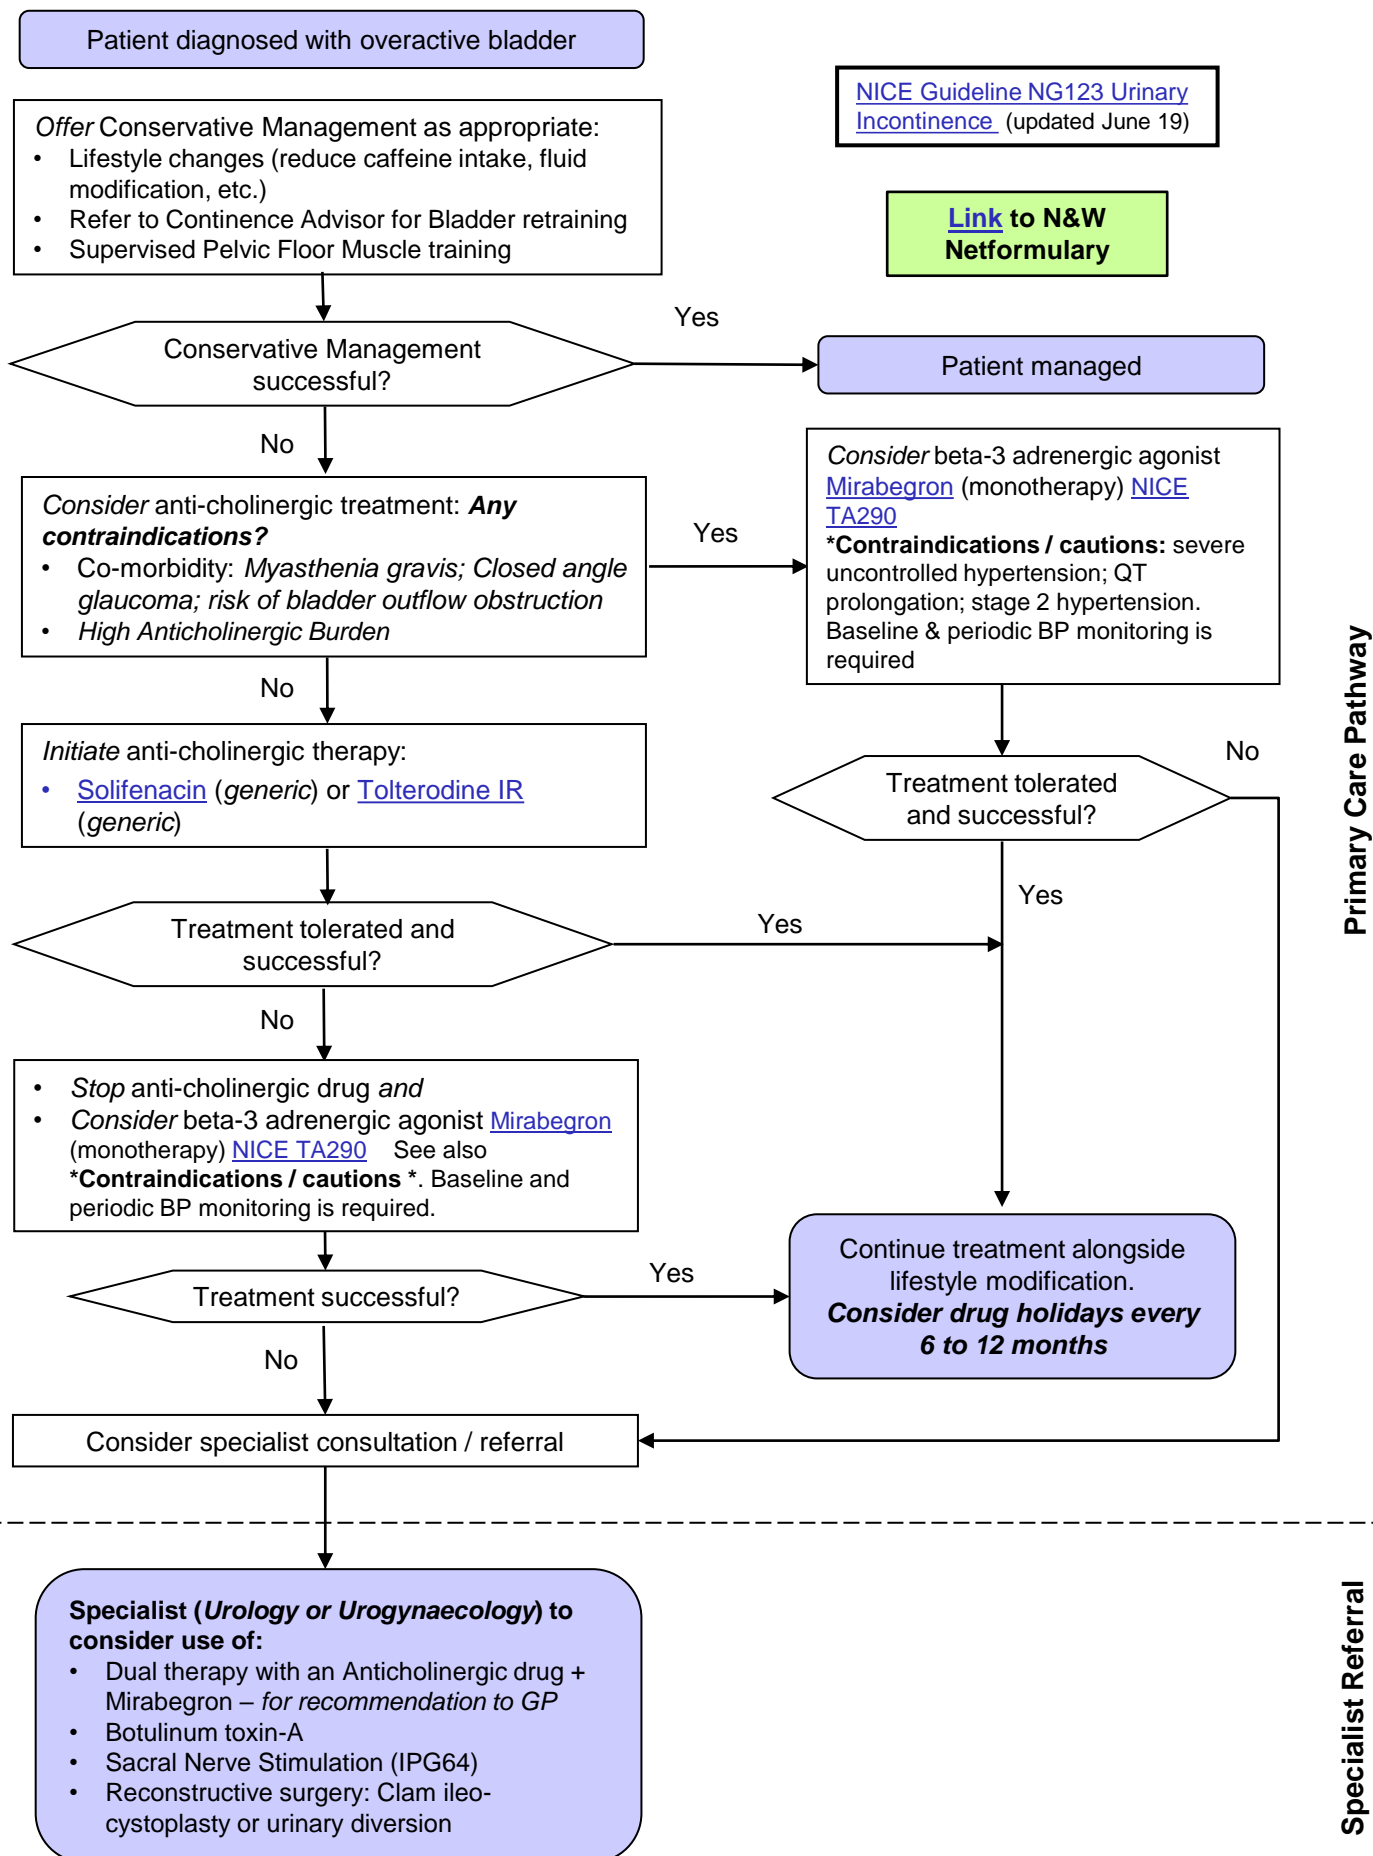 Patient diagnosed with overactive bladder
NICE Guideline NG123 Urinary
Incontinence (updated June 19)
Offer Conservative Management as appropriate:
• Lifestyle changes (reduce caffeine intake, fluid
modification, etc.)
• Refer to Continence Advisor for Bladder retraining
• Supervised Pelvic Floor Muscle training
Link to N&W
Netformulary
Conservative Management
successful?
Yes
Patient managed
No
Consider anti-cholinergic treatment: Any
contraindications?
• Co-morbidity: Myasthenia gravis; Closed angle
glaucoma; risk of bladder outflow obstruction
• High Anticholinergic Burden
Yes
Consider beta-3 adrenergic agonist
Mirabegron (monotherapy) NICE
TA290
*Contraindications / cautions: severe
uncontrolled hypertension; QT
prolongation; stage 2 hypertension.
Baseline & periodic BP monitoring is
required
No
Initiate anti-cholinergic therapy:
• Solifenacin (generic) or Tolterodine IR
(generic)
Treatment tolerated
and successful?
No
Yes
Treatment tolerated and
successful?
Yes
No
• Stop anti-cholinergic drug and
• Consider beta-3 adrenergic agonist Mirabegron
(monotherapy) NICE TA290 See also
*Contraindications / cautions *. Baseline and
periodic BP monitoring is required.
Treatment successful?
Yes
Continue treatment alongside
lifestyle modification.
Consider drug holidays every
6 to 12 months
No
Consider specialist consultation / referral
Primary Care Pathway
Specialist (Urology or Urogynaecology) to
consider use of:
• Dual therapy with an Anticholinergic drug +
Mirabegron – for recommendation to GP
• Botulinum toxin-A
• Sacral Nerve Stimulation (IPG64)
• Reconstructive surgery: Clam ileo-
cystoplasty or urinary diversion
Specialist Referral